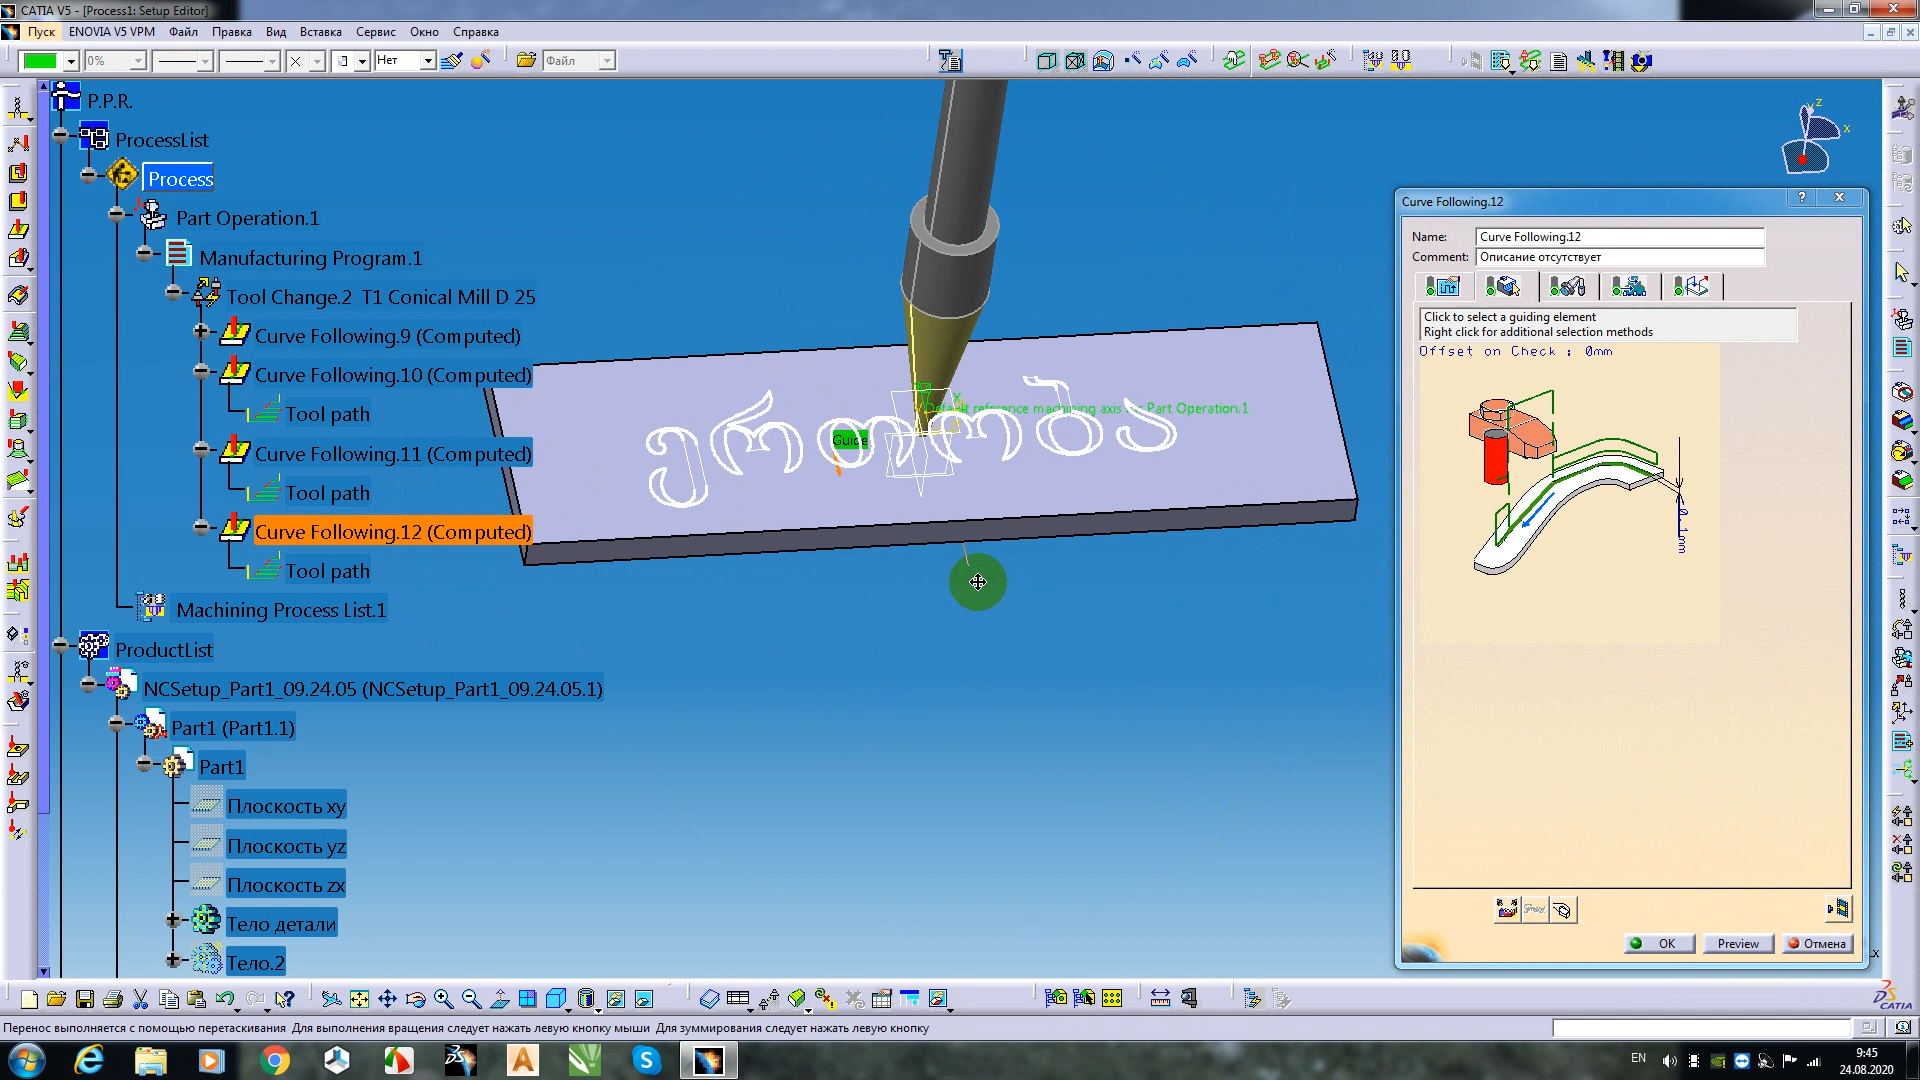 CATIA V5 - [Process1: Setup Editor]
Пуск ENOVIA V5 VPM Файл Правка Вид Вставка Сервис Окно Справка
0% Нет Файл
P.P.R.
ProcessList
Process
Part Operation.1
Manufacturing Program.1
Tool Change.2 T1 Conical Mill D 25
Curve Following.9 (Computed)
Curve Following.10 (Computed)
Tool path
Curve Following.11 (Computed)
Tool path
Curve Following.12 (Computed)
Tool path
Machining Process List.1
ProductList
NCSetup_Part1_09.24.05 (NCSetup_Part1_09.24.05.1)
Part1 (Part1.1)
Part1
Плоскость xy
Плоскость yz
Плоскость zx
Тело детали
Тело.2
z
x
Default reference machining axis for Part Operation.1
Guide
ერთობა
Curve Following.12
Name: Curve Following.12
Comment: Описание отсутствует
Click to select a guiding element
Right click for additional selection methods
Offset on Check : 0mm
OK Preview Отмена
CATIA
Перенос выполняется с помощью перетаскивания Для выполнения вращения следует нажать левую кнопку мыши Для зуммирования следует нажать левую кнопку
EN
9:45
24.08.2020